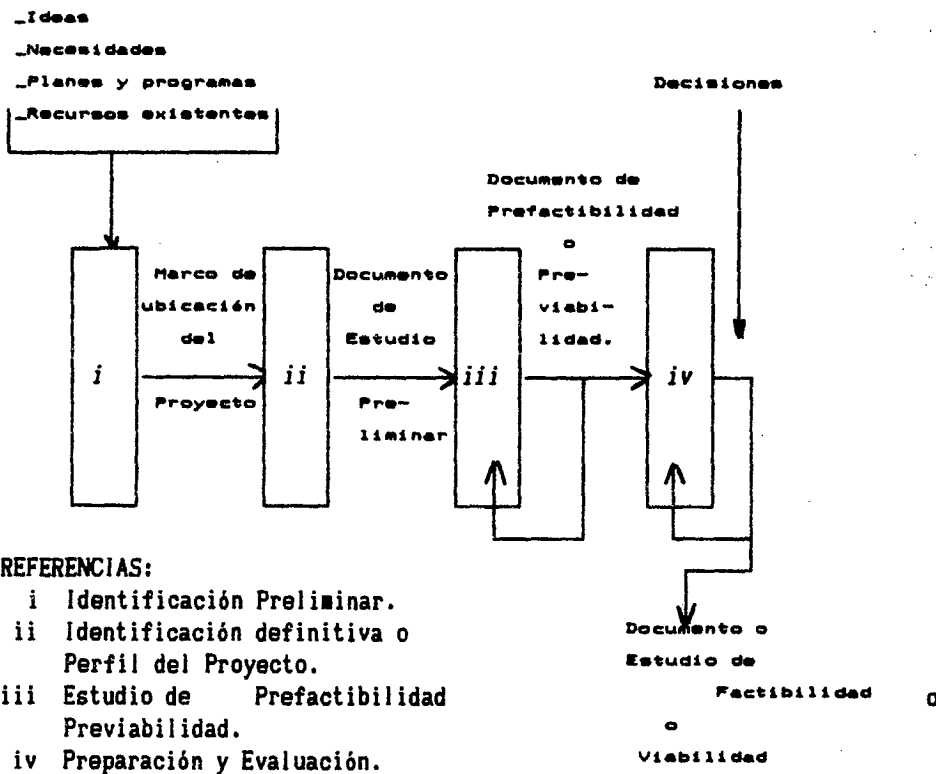 _Ideas
_Necesidades
_Planes y programas
_Recursos existentes
Decisiones
Documento de
Prefactibilidad
o
Pre-
viabi-
lidad.
Marco de
ubicación
del
Proyecto
Documento
de
Estudio
Pre-
liminar
i
ii
iii
iv
REFERENCIAS:
i Identificación Preliminar.
ii Identificación definitiva o
Perfil del Proyecto.
iii Estudio de Prefactibilidad o
Previabilidad.
iv Preparación y Evaluación.
Documento o
Estudio de
Factibilidad
o
Viabilidad